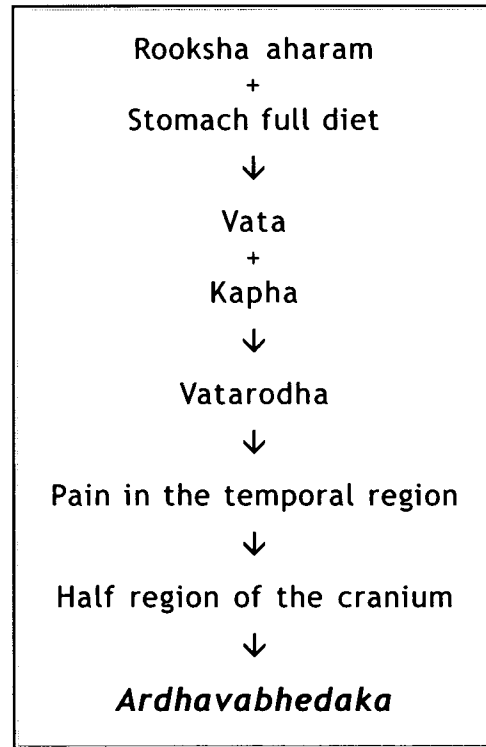 Rooksha aharam
+
Stomach full diet
↓
Vata
+
Kapha
↓
Vatarodha
↓
Pain in the temporal region
↓
Half region of the cranium
↓
Ardhavabhedaka